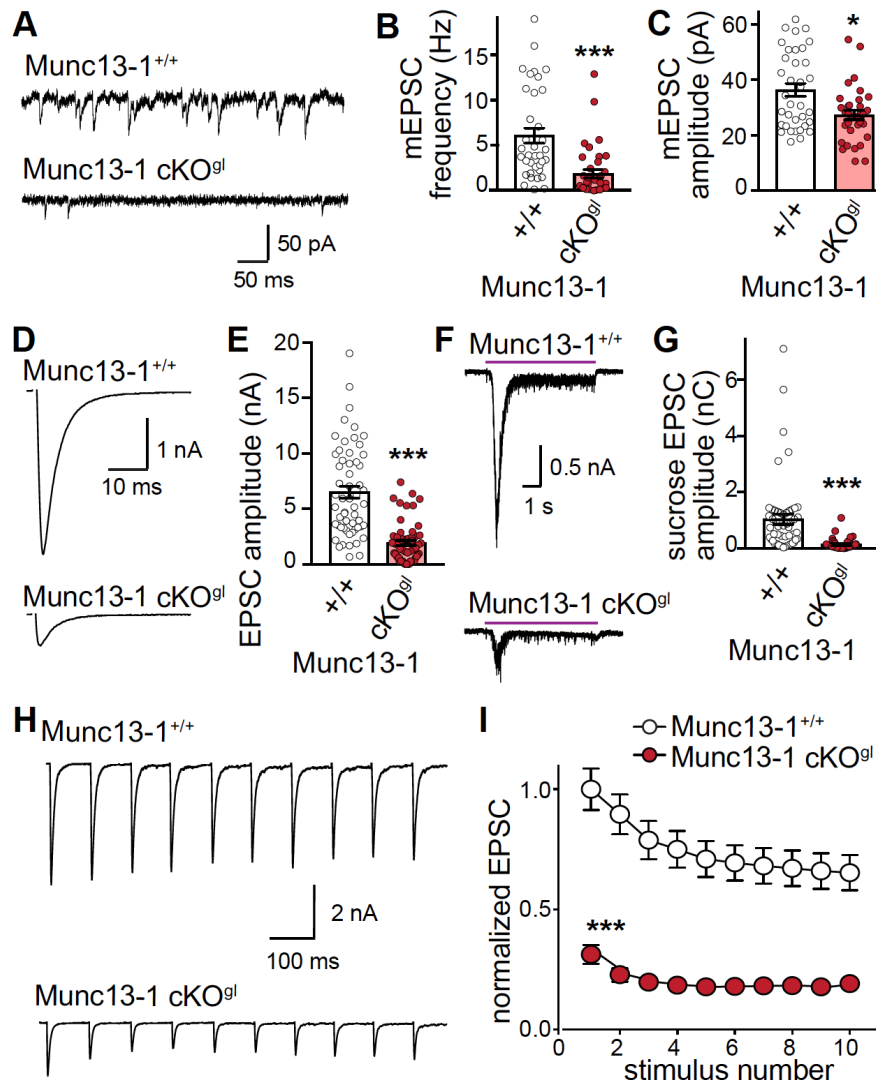 A
Munc13-1+/+
Munc13-1 cKOgl
50 pA
50 ms
B
mEPSC
frequency (Hz)
15
10
5
0
***
+/+
cKOgl
Munc13-1
C
mEPSC
amplitude (pA)
60
40
20
0
*
+/+
cKOgl
Munc13-1
D
Munc13-1+/+
1 nA
10 ms
Munc13-1 cKOgl
E
EPSC amplitude (nA)
20
15
10
5
0
***
+/+
cKOgl
Munc13-1
F
Munc13-1+/+
0.5 nA
1 s
Munc13-1 cKOgl
G
sucrose EPSC
amplitude (nC)
6
4
2
0
***
+/+
cKOgl
Munc13-1
H
Munc13-1+/+
2 nA
100 ms
Munc13-1 cKOgl
I
Munc13-1+/+
Munc13-1 cKOgl
normalized EPSC
1.0
0.5
0.0
***
0 2 4 6 8 10
stimulus number